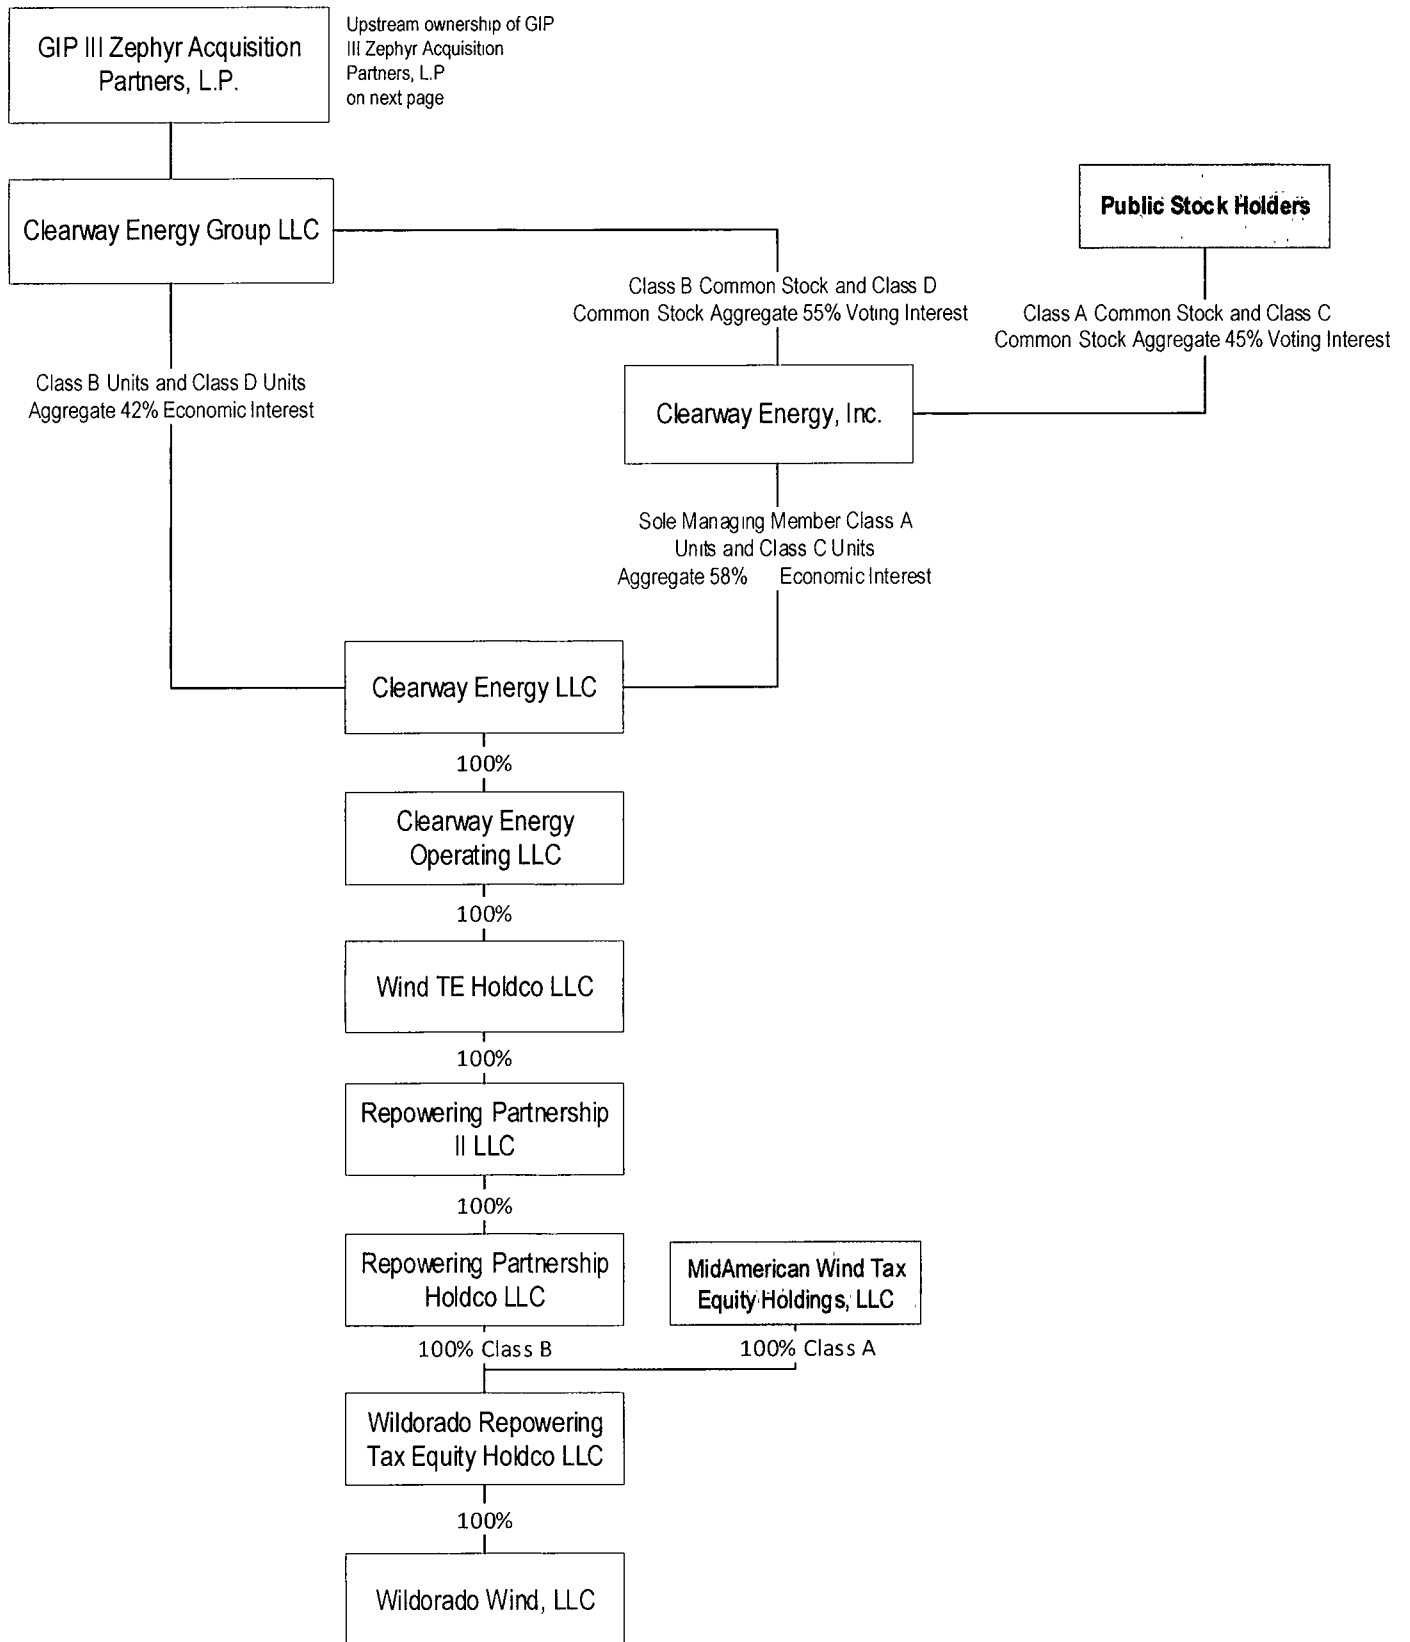 GIP III Zephyr Acquisition
Partners, L.P.
Upstream ownership of GIP
III Zephyr Acquisition
Partners, L.P
on next page
Clearway Energy Group LLC
Public Stock Holders
Class B Common Stock and Class D
Common Stock Aggregate 55% Voting Interest
Class A Common Stock and Class C
Common Stock Aggregate 45% Voting Interest
Class B Units and Class D Units
Aggregate 42% Economic Interest
Clearway Energy, Inc.
Sole Managing Member Class A
Units and Class C Units
Aggregate 58% Economic Interest
Clearway Energy LLC
100%
Clearway Energy
Operating LLC
100%
Wind TE Holdco LLC
100%
Repowering Partnership
II LLC
100%
Repowering Partnership
Holdco LLC
MidAmerican Wind Tax
Equity Holdings, LLC
100% Class B
100% Class A
Wildorado Repowering
Tax Equity Holdco LLC
100%
Wildorado Wind, LLC